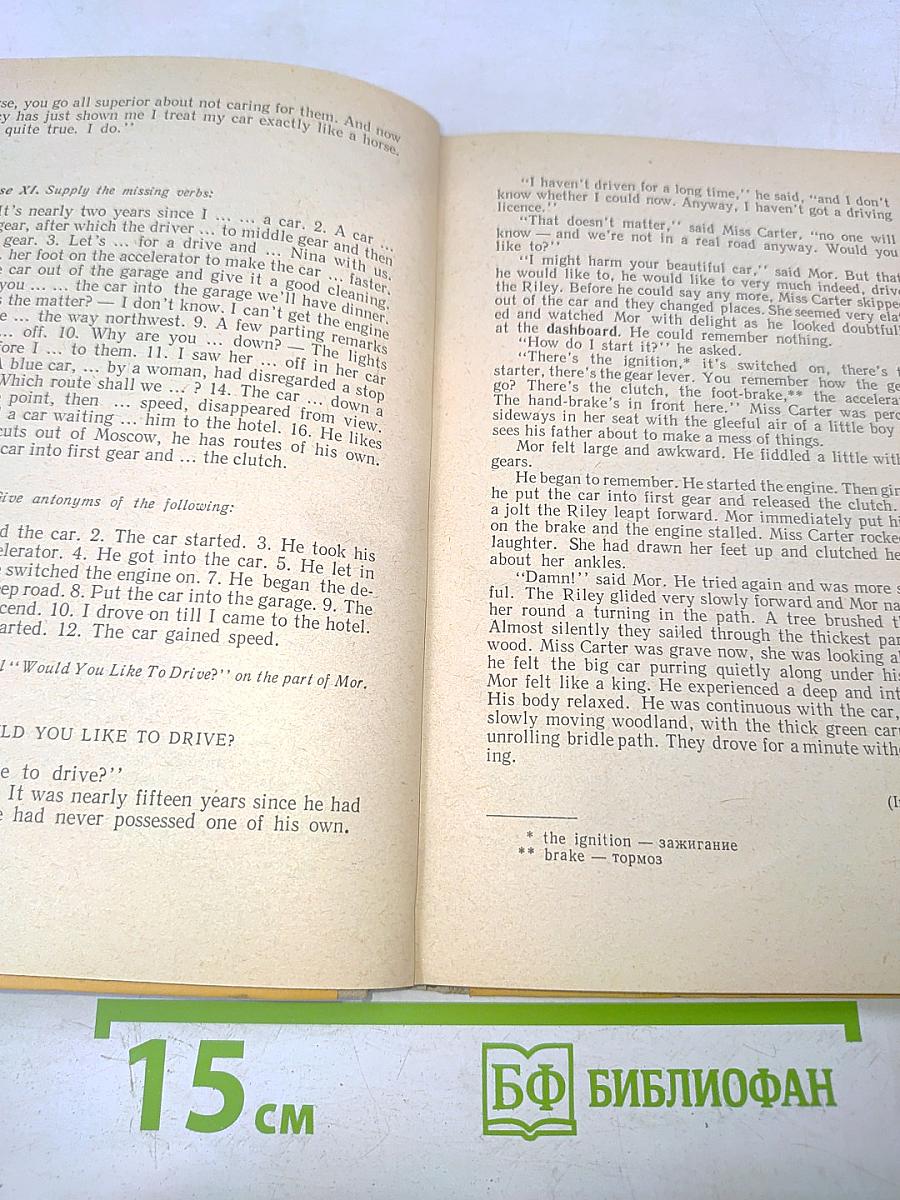 rse, you go all superior about not caring for them. And now
ey has just shown me I treat my car exactly like a horse.
quite true. I do."
se XI. Supply the missing verbs:
It's nearly two years since I ... ... a car. 2. A car ...
gear, after which the driver ... to middle gear and then
gear. 3. Let's ... for a drive and ... Nina with us.
her foot on the accelerator to make the car ... faster.
e car out of the garage and give it a good cleaning.
you ... ... the car into the garage we'll have dinner.
s the matter? — I don't know. I can't get the engine
e ... the way northwest. 9. A few parting remarks
... off. 10. Why are you ... down? — The lights
fore I ... to them. 11. I saw her ... off in her car
A blue car, ... by a woman, had disregarded a stop
Which route shall we ... ? 14. The car ... down a
point, then ... speed, disappeared from view.
a car waiting ... him to the hotel. 16. He likes
cuts out of Moscow, he has routes of his own.
car into first gear and ... the clutch.
Give antonyms of the following:
d the car. 2. The car started. 3. He took his
elerator. 4. He got into the car. 5. He let in
e switched the engine on. 7. He began the de-
eep road. 8. Put the car into the garage. 9. The
cend. 10. I drove on till I came to the hotel.
arted. 12. The car gained speed.
l "Would You Like To Drive?" on the part of Mor.
LD YOU LIKE TO DRIVE?
e to drive?"
It was nearly fifteen years since he had
e had never possessed one of his own.
"I haven't driven for a long time," he said, "and I don't
know whether I could now. Anyway, I haven't got a driving
licence."
"That doesn't matter," said Miss Carter, "no one will
know — and we're not in a real road anyway. Would you
like to?"
"I might harm your beautiful car," said Mor. But that
he would like to, he would like to very much indeed, drive
the Riley. Before he could say any more, Miss Carter skipped
out of the car and they changed places. She seemed very ela
ed and watched Mor with delight as he looked doubtful
at the dashboard. He could remember nothing.
"How do I start it?" he asked.
"There's the ignition,* it's switched on, there's t
starter, there's the gear lever. You remember how the ge
go? There's the clutch, the foot-brake,** the accelera
The hand-brake's in front here." Miss Carter was perc
sideways in her seat with the gleeful air of a little boy
sees his father about to make a mess of things.
Mor felt large and awkward. He fiddled a little with
gears.
He began to remember. He started the engine. Then gin
he put the car into first gear and released the clutch.
a jolt the Riley leapt forward. Mor immediately put hi
on the brake and the engine stalled. Miss Carter rocke
laughter. She had drawn her feet up and clutched he
about her ankles.
"Damn!" said Mor. He tried again and was more s
ful. The Riley glided very slowly forward and Mor na
her round a turning in the path. A tree brushed t
Almost silently they sailed through the thickest par
wood. Miss Carter was grave now, she was looking a
he felt the big car purring quietly along under his
Mor felt like a king. He experienced a deep and int
His body relaxed. He was continuous with the car,
slowly moving woodland, with the thick green car
unrolling bridle path. They drove for a minute with
ing.
* the ignition — зажигание
** brake — тормоз
15 см
БФ БИБЛИОФАН